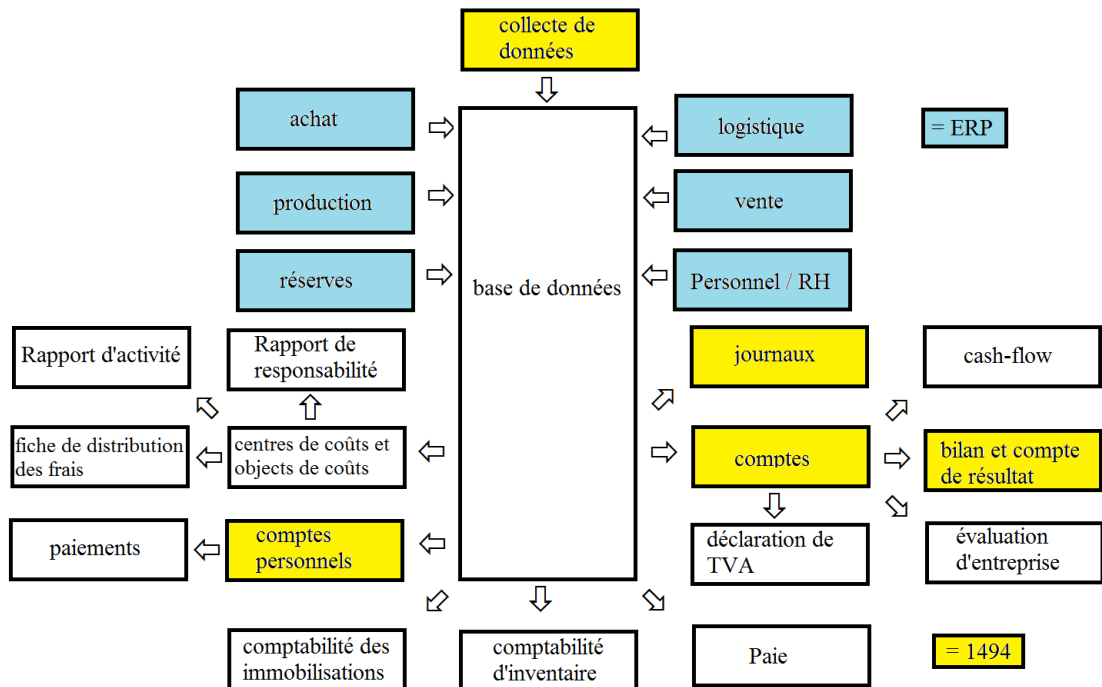 collecte de
données
achat
logistique
= ERP
production
vente
réserves
base de données
Personnel / RH
Rapport d'activité
Rapport de
responsabilité
journaux
cash-flow
fiche de distribution
des frais
centres de coûts et
objects de coûts
comptes
bilan et compte
de résultat
paiements
comptes
personnels
déclaration de
TVA
évaluation
d'entreprise
comptabilité des
immobilisations
comptabilité
d'inventaire
Paie
= 1494